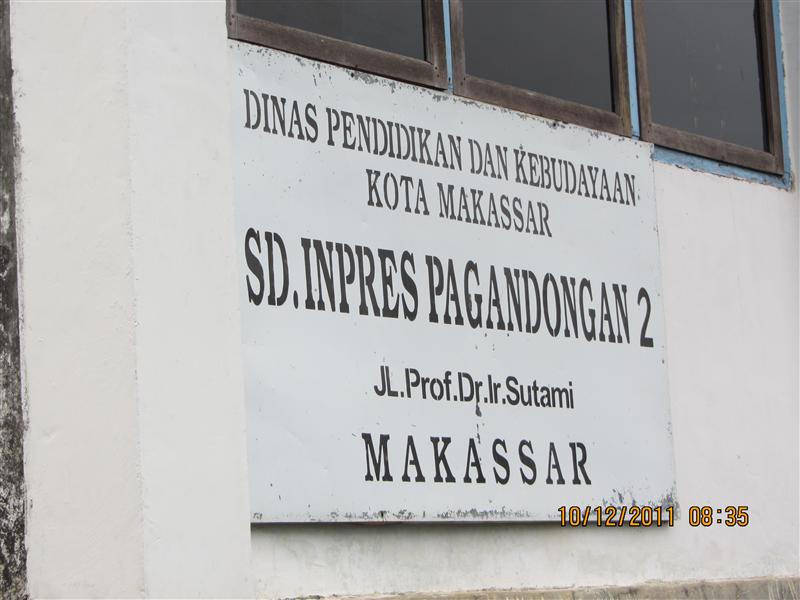 DINAS PENDIDIKAN DAN KEBUDAYAAN
KOTA MAKASSAR
SD.INPRES PAGANDONGAN 2
JL.Prof.Dr.Ir.Sutami
MAKASSAR
10/12/2011 08:35